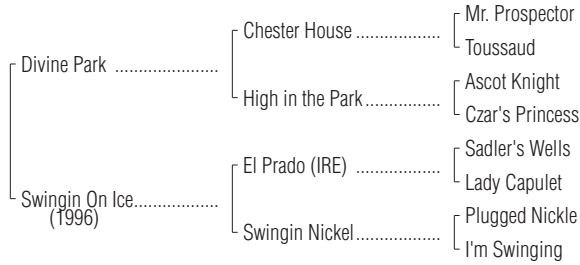 Mr. Prospector
Chester House ..................
Toussaud
Divine Park ......................
Ascot Knight
High in the Park ................
Czar's Princess
Sadler's Wells
El Prado (IRE) ..................
Lady Capulet
Swingin On Ice..................
(1996)
Plugged Nickle
Swingin Nickel ..................
I'm Swinging